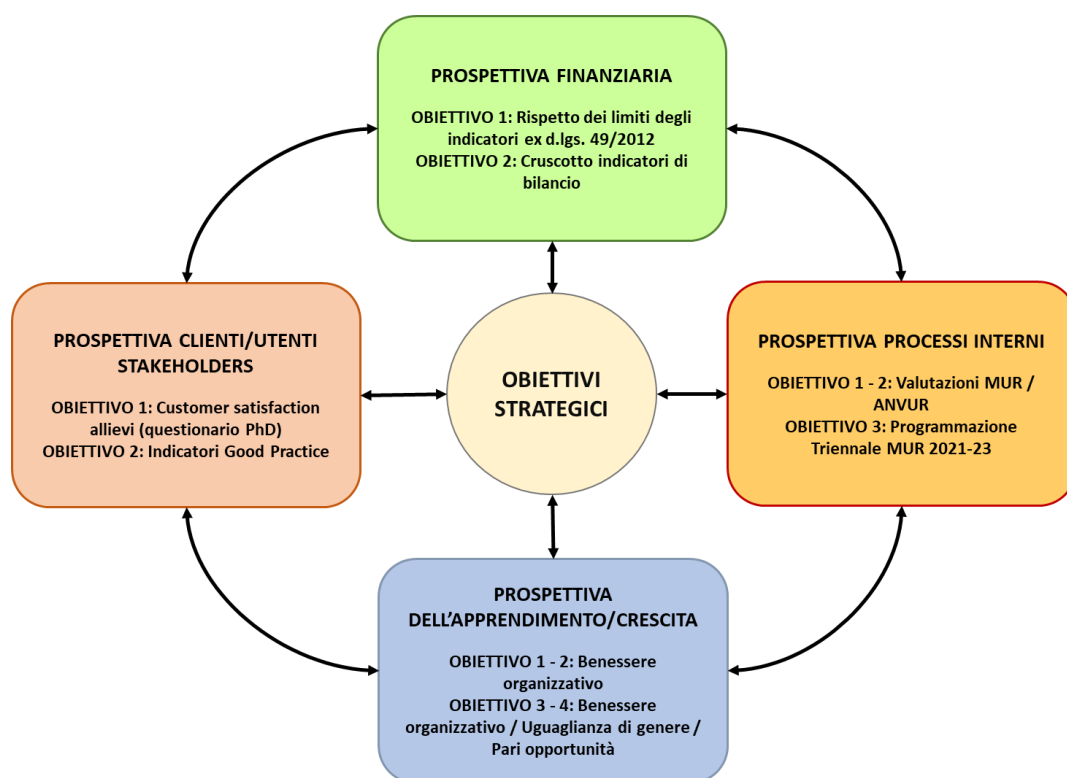 PROSPETTIVA FINANZIARIA
OBIETTIVO 1: Rispetto dei limiti degli
indicatori ex d.lgs. 49/2012
OBIETTIVO 2: Cruscotto indicatori di
bilancio
PROSPETTIVA CLIENTI/UTENTI
STAKEHOLDERS
OBIETTIVO 1: Customer satisfaction
allievi (questionario PhD)
OBIETTIVO 2: Indicatori Good Practice
OBIETTIVI
STRATEGICI
PROSPETTIVA PROCESSI INTERNI
OBIETTIVO 1 - 2: Valutazioni MUR /
ANVUR
OBIETTIVO 3: Programmazione
Triennale MUR 2021-23
PROSPETTIVA
DELL’APPRENDIMENTO/CRESCITA
OBIETTIVO 1 - 2: Benessere
organizzativo
OBIETTIVO 3 - 4: Benessere
organizzativo / Uguaglianza di genere /
Pari opportunità